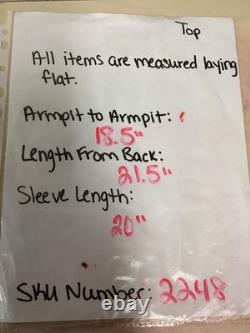 Top
All items are measured laying
flat.
Armpit to Armpit:
18.5"
Length From Back:
21.5"
Sleeve Length:
20"
SKU Number: 2248